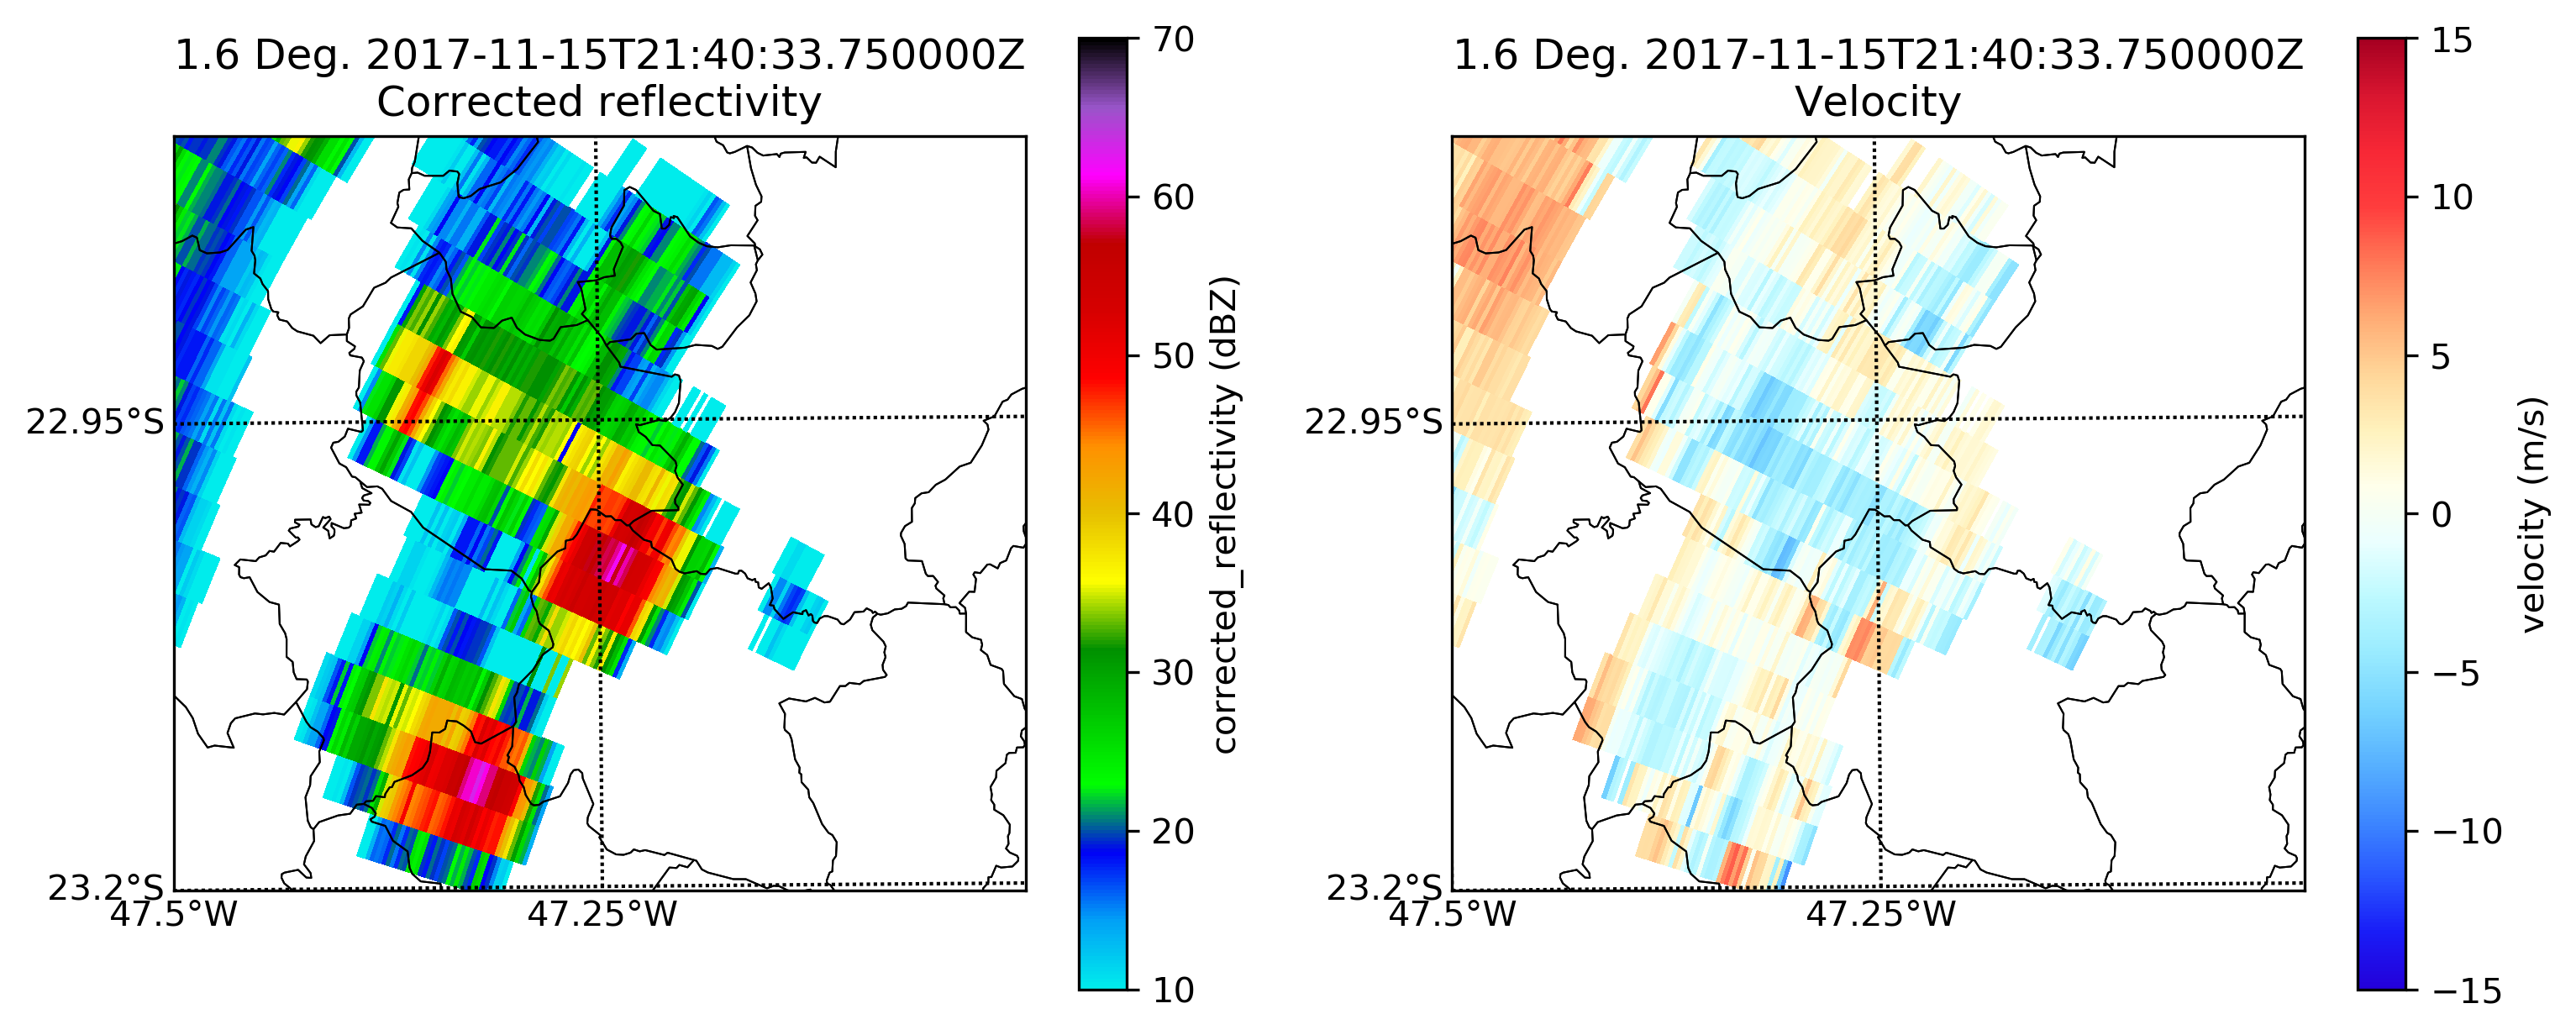 1.6 Deg. 2017-11-15T21:40:33.750000Z
Corrected reflectivity
22.95°S
23.2°S
47.5°W
47.25°W
70
60
50
40
30
20
10
corrected_reflectivity (dBZ)
1.6 Deg. 2017-11-15T21:40:33.750000Z
Velocity
22.95°S
23.2°S
47.5°W
47.25°W
15
10
5
0
−5
−10
−15
velocity (m/s)